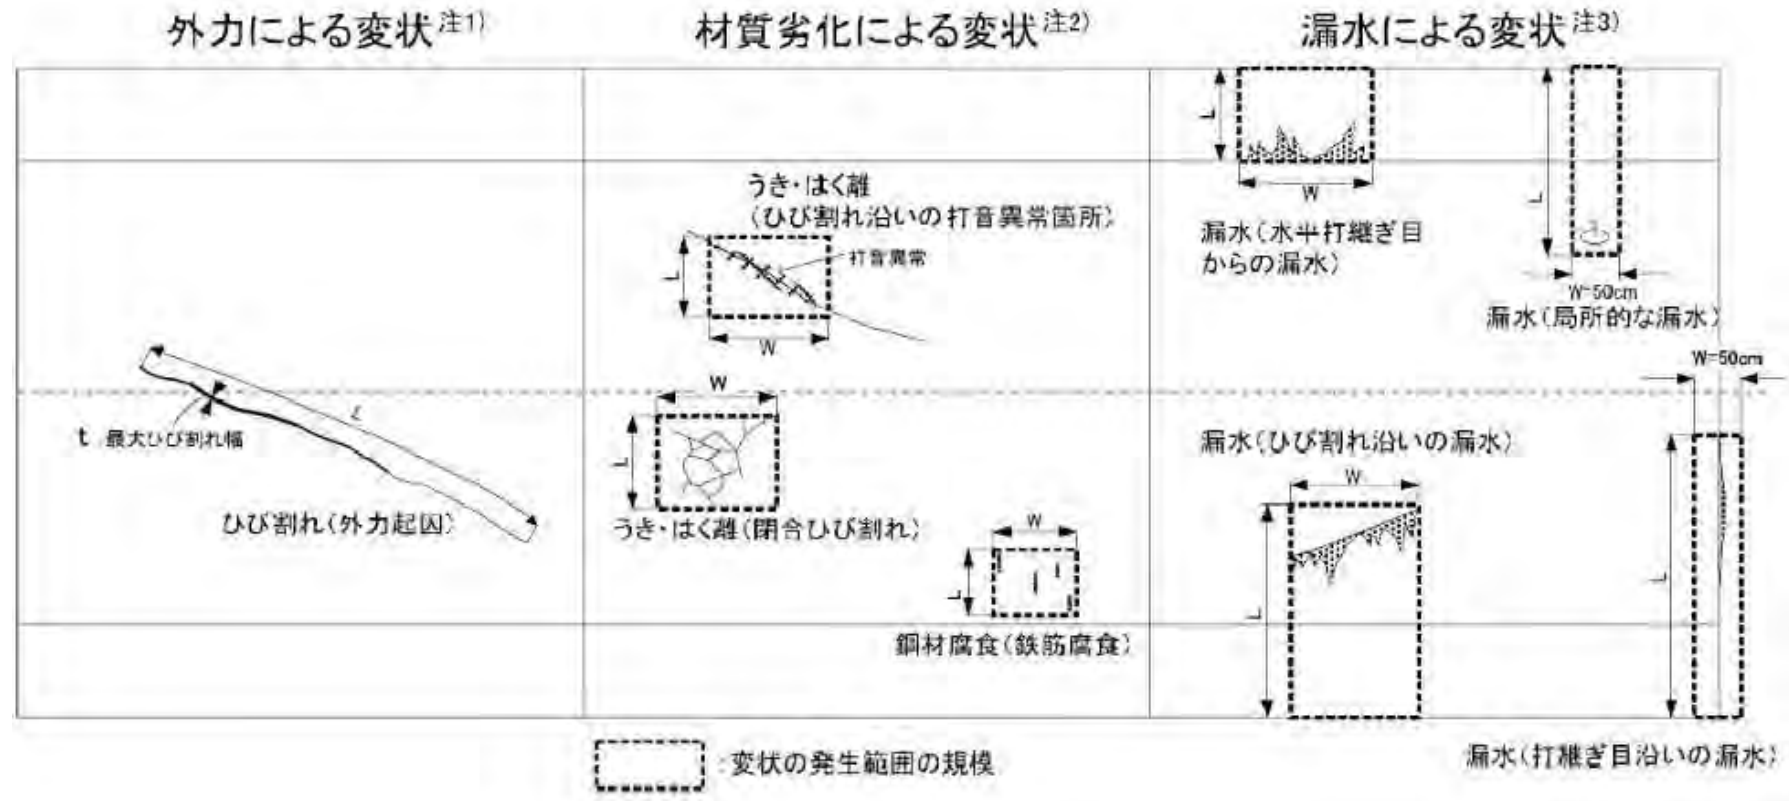 外力による変状注1)
材質劣化による変状注2)
漏水による変状注3)
t 最大ひび割れ幅
ℓ
ひび割れ(外力起因)
うき・はく離
(ひび割れ沿いの打音異常箇所)
打音異常
L
W
W
L
うき・はく離(閉合ひび割れ)
W
L
鋼材腐食(鉄筋腐食)
L
W
漏水(水平打継ぎ目
からの漏水)
L
W=50cm
漏水(局所的な漏水)
漏水(ひび割れ沿いの漏水)
W
L
W=50cm
L
漏水(打継ぎ目沿いの漏水)
:変状の発生範囲の規模